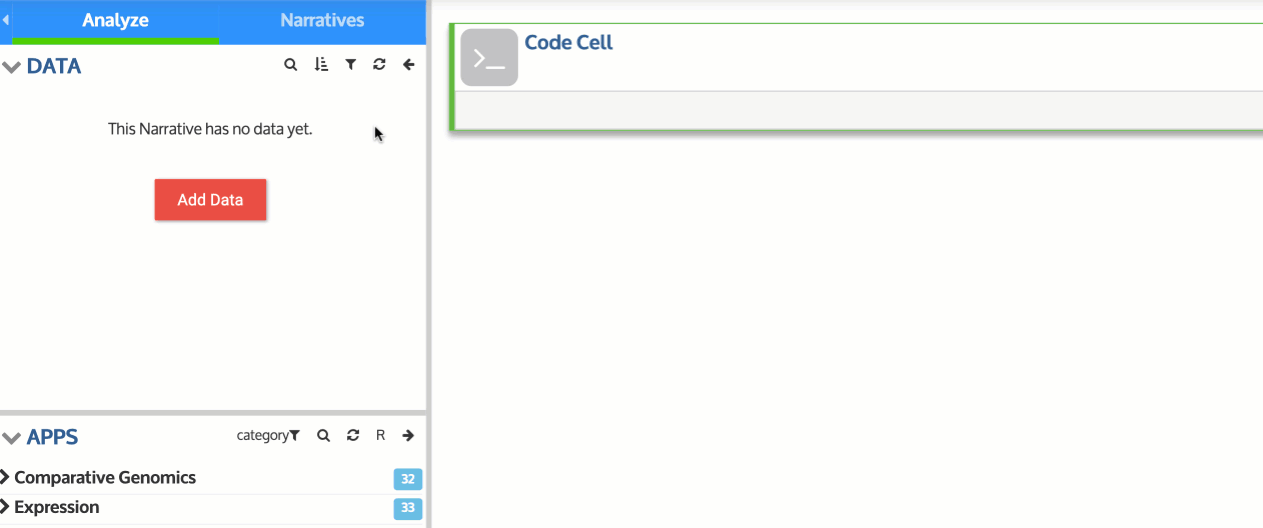 Analyze
Narratives
DATA
This Narrative has no data yet.
Add Data
APPS
category
R
Comparative Genomics 32
Expression 33
>_ Code Cell